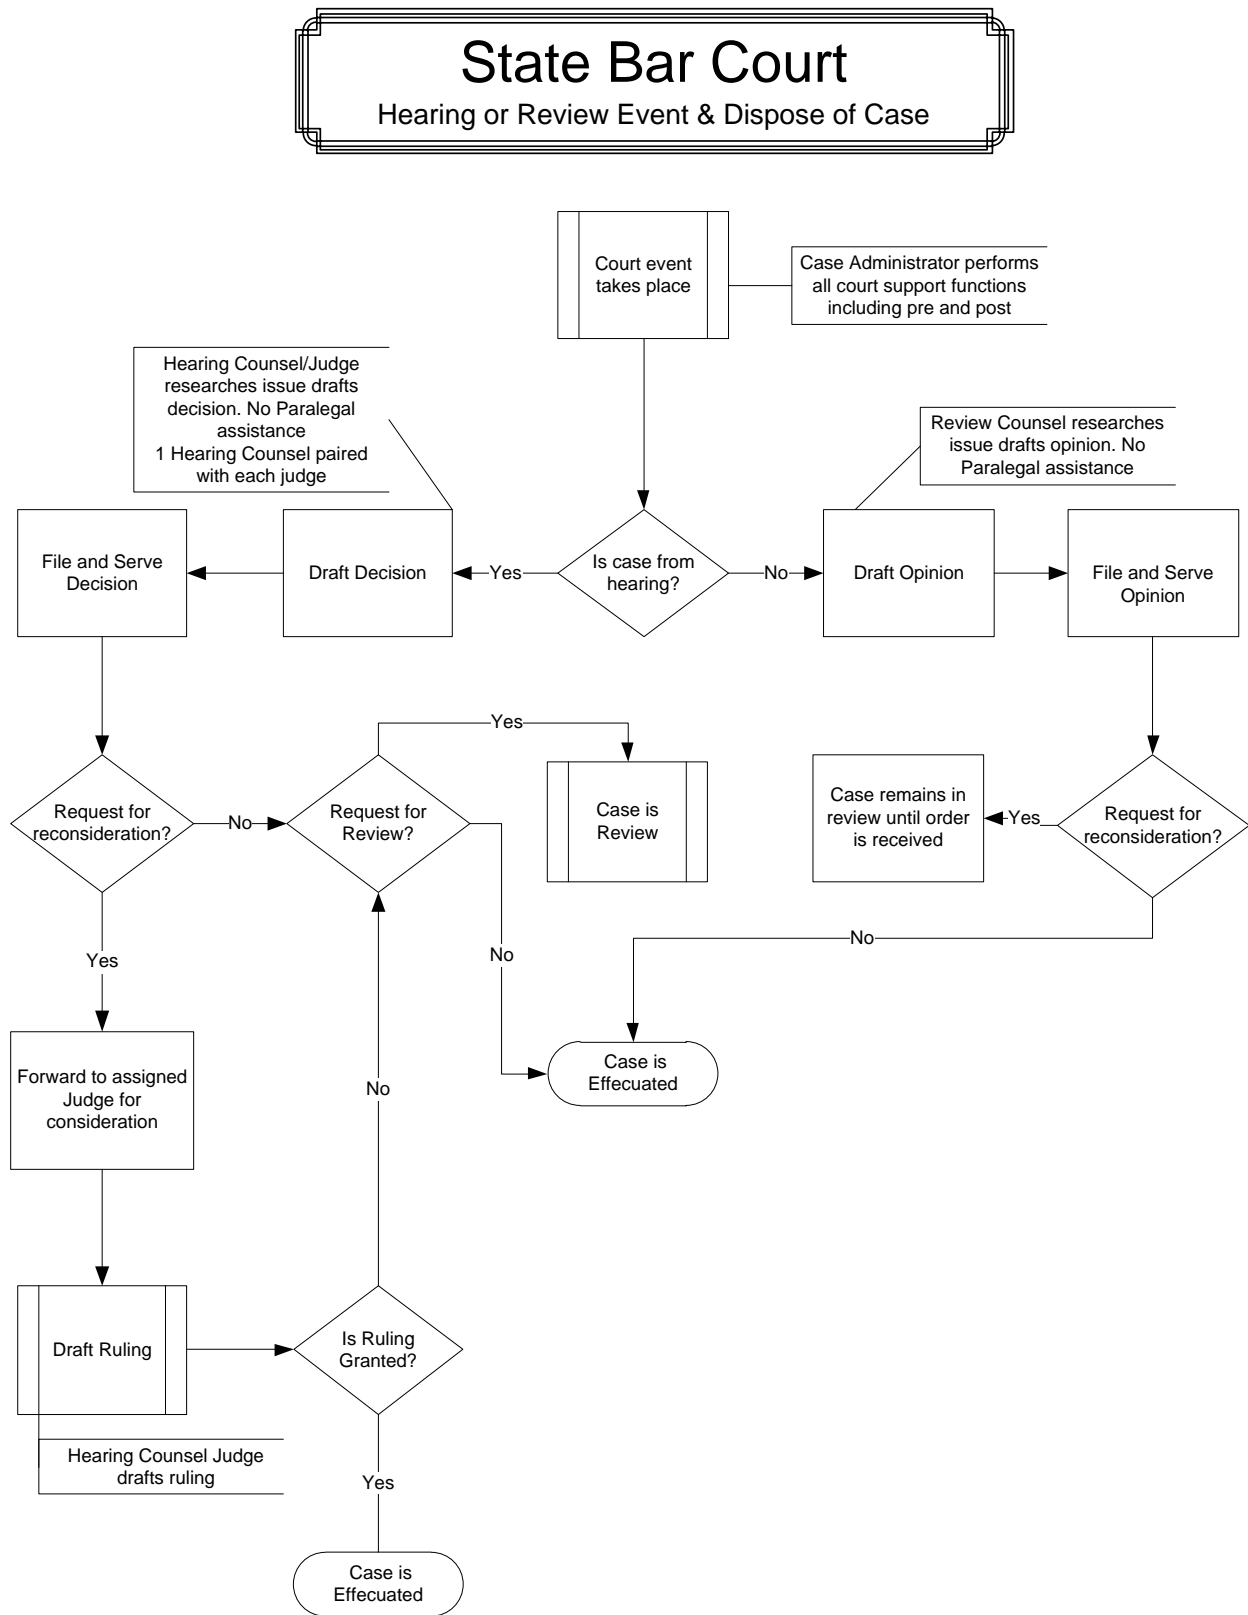 State Bar Court
Hearing or Review Event & Dispose of Case
Court event
takes place
Case Administrator performs
all court support functions
including pre and post
Hearing Counsel/Judge
researches issue drafts
decision. No Paralegal
assistance
1 Hearing Counsel paired
with each judge
Review Counsel researches
issue drafts opinion. No
Paralegal assistance
File and Serve
Decision
Draft Decision
Yes
Is case from
hearing?
No
Draft Opinion
File and Serve
Opinion
Yes
Request for
reconsideration?
No
Request for
Review?
Case is
Review
Case remains in
review until order
is received
Yes
Request for
reconsideration?
No
Yes
No
Case is
Effecuated
Forward to assigned
Judge for
consideration
No
Draft Ruling
Is Ruling
Granted?
Hearing Counsel Judge
drafts ruling
Yes
Case is
Effecuated